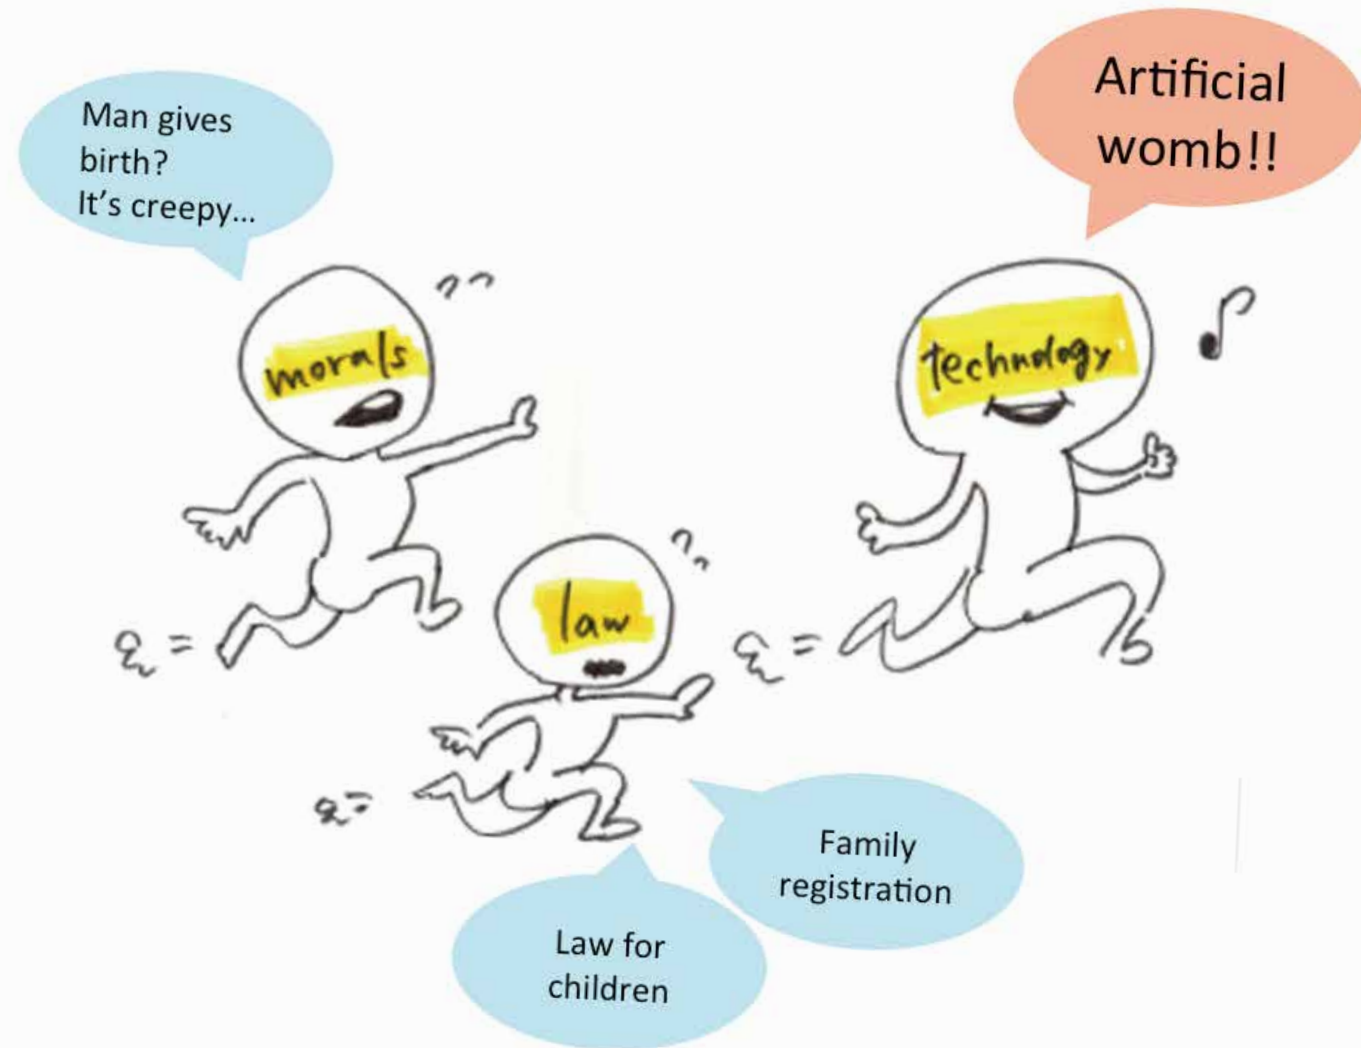 Man gives
birth?
It's creepy...
Artificial
womb!!
morals
technology
law
Family
registration
Law for
children